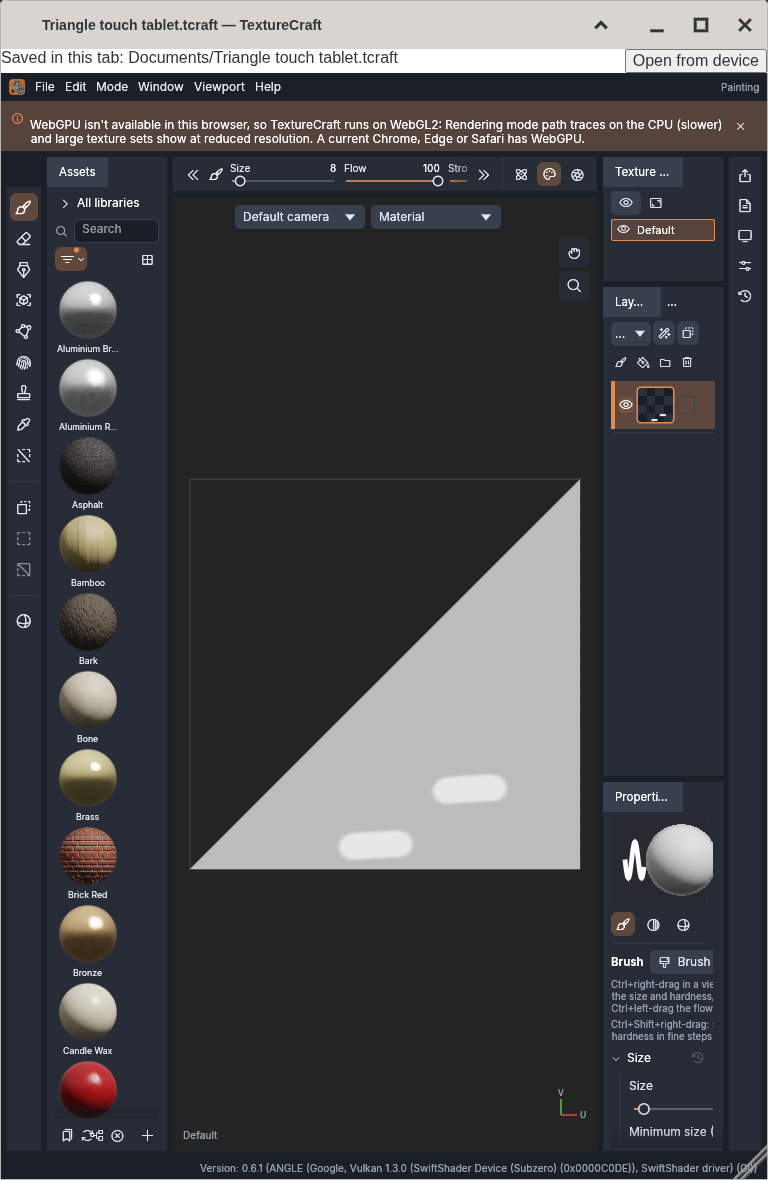 Triangle touch tablet.tcraft — TextureCraft
Saved in this tab: Documents/Triangle touch tablet.tcraft
Open from device
File Edit Mode Window Viewport Help
Painting
WebGPU isn't available in this browser, so TextureCraft runs on WebGL2: Rendering mode path traces on the CPU (slower)
and large texture sets show at reduced resolution. A current Chrome, Edge or Safari has WebGPU.
Assets
All libraries
Search
Aluminium Br...
Aluminium R...
Asphalt
Bamboo
Bark
Bone
Brass
Brick Red
Bronze
Candle Wax
Size 8 Flow 100 Stro
Default camera
Material
V
U
Default
Texture ...
Default
Lay... ...
...
Properti...
Brush Brush
Ctrl+right-drag in a vie
the size and hardness,
Ctrl+left-drag the flow
Ctrl+Shift+right-drag:
hardness in fine steps
Size
Size
Minimum size (
Version: 0.6.1 (ANGLE (Google, Vulkan 1.3.0 (SwiftShader Device (Subzero) (0x0000C0DE)), SwiftShader driver) (Gl))